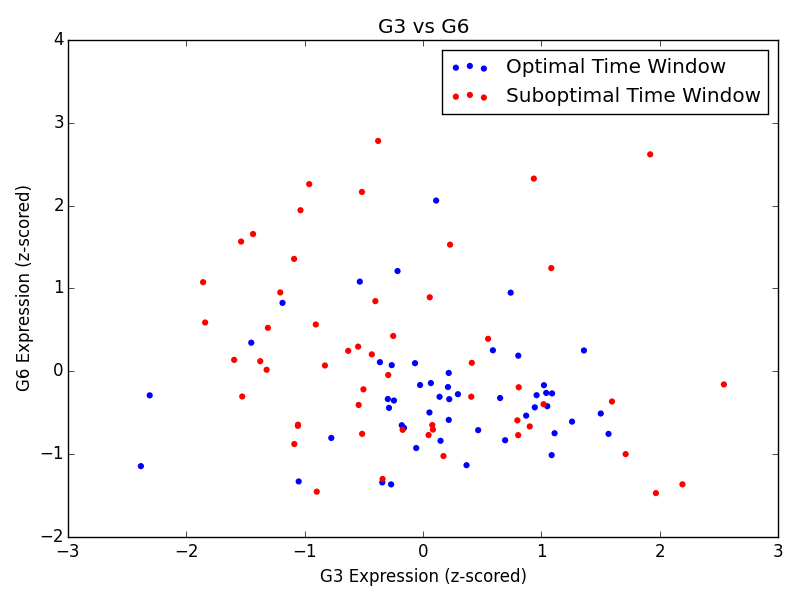 G3 vs G6
Optimal Time Window
Suboptimal Time Window
G6 Expression (z-scored)
4
3
2
1
0
−1
−2
−3
−2
−1
0
1
2
3
G3 Expression (z-scored)